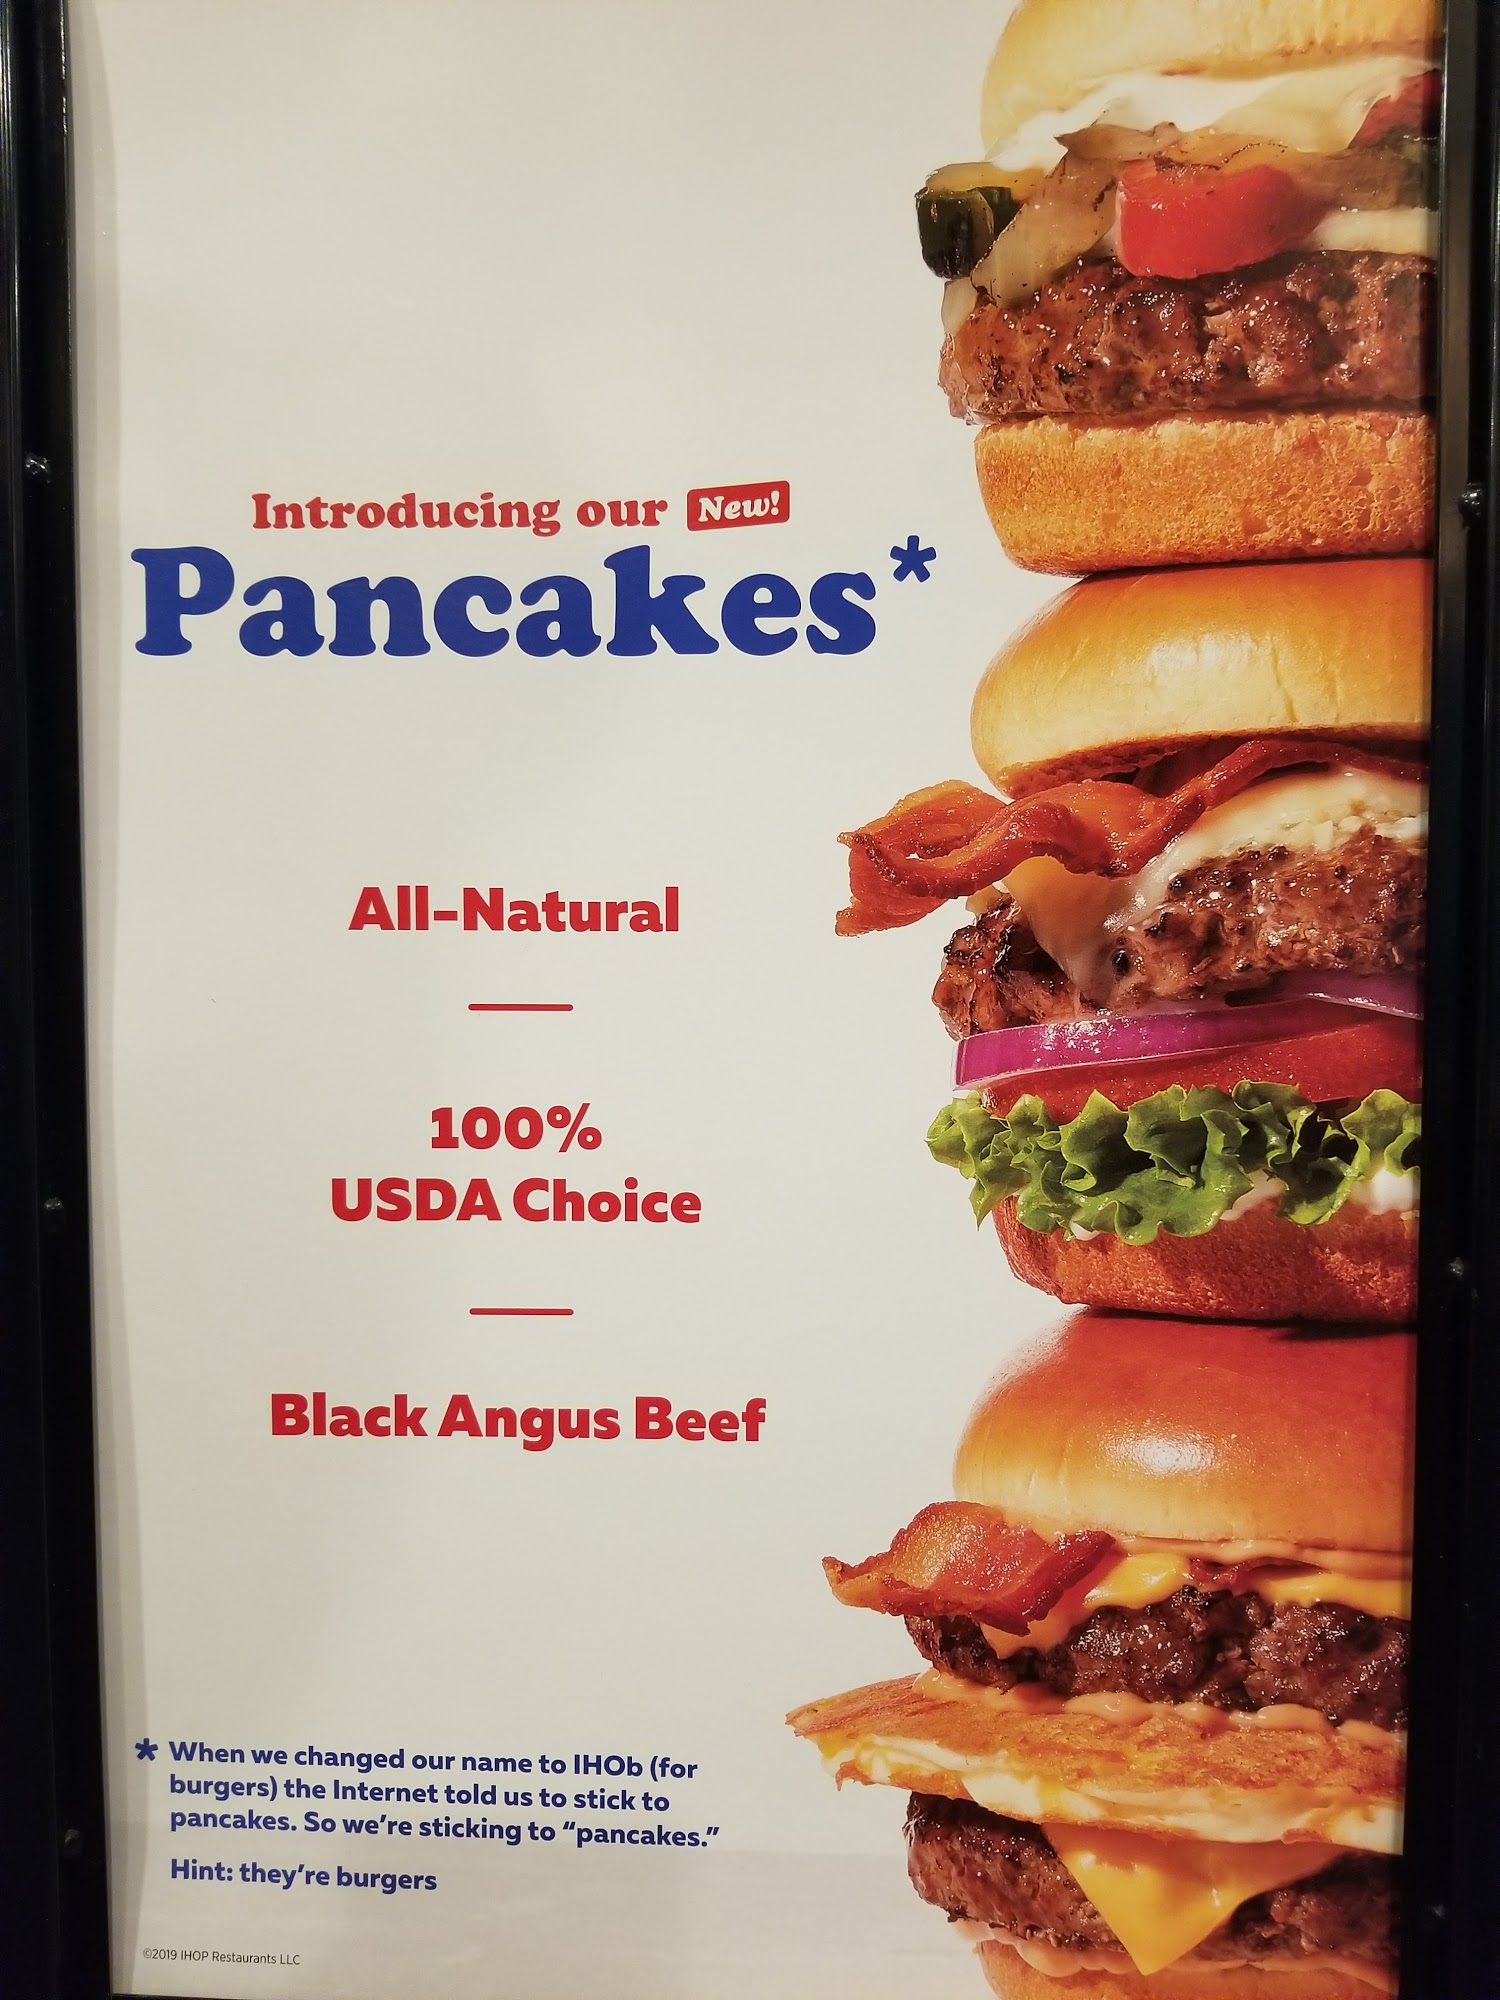 Introducing our New!
Pancakes*
All-Natural
100%
USDA Choice
Black Angus Beef
* When we changed our name to IHOb (for
burgers) the Internet told us to stick to
pancakes. So we're sticking to “pancakes.”
Hint: they're burgers
©2019 IHOP Restaurants LLC